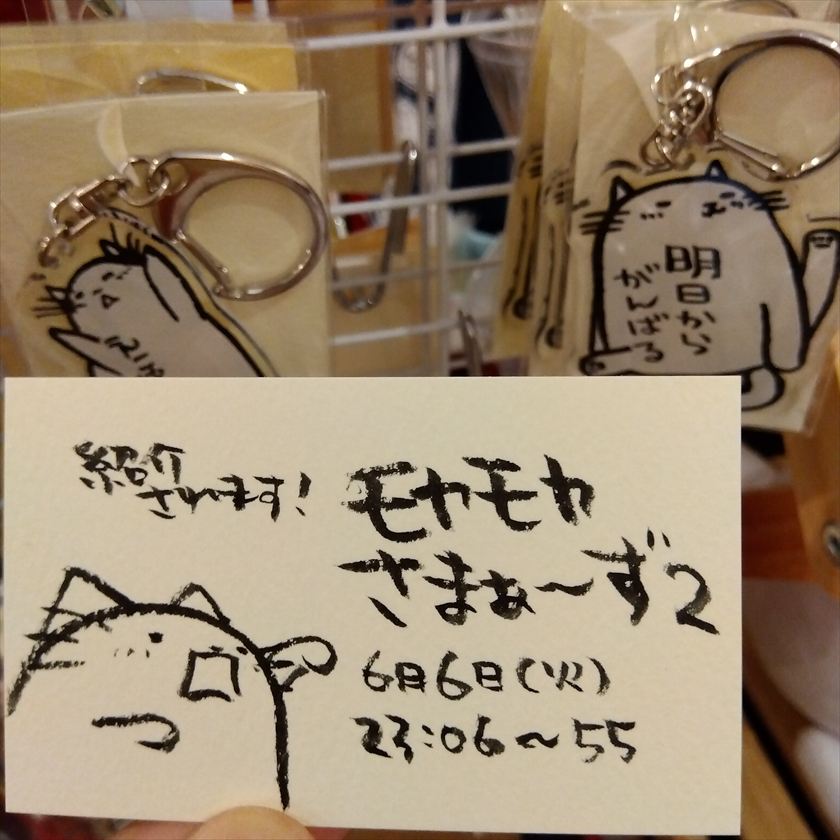 明日から
がんばる
紹介
されます!
モヤモヤ
さまぁ〜ず2
6月6日(火)
23:06〜55